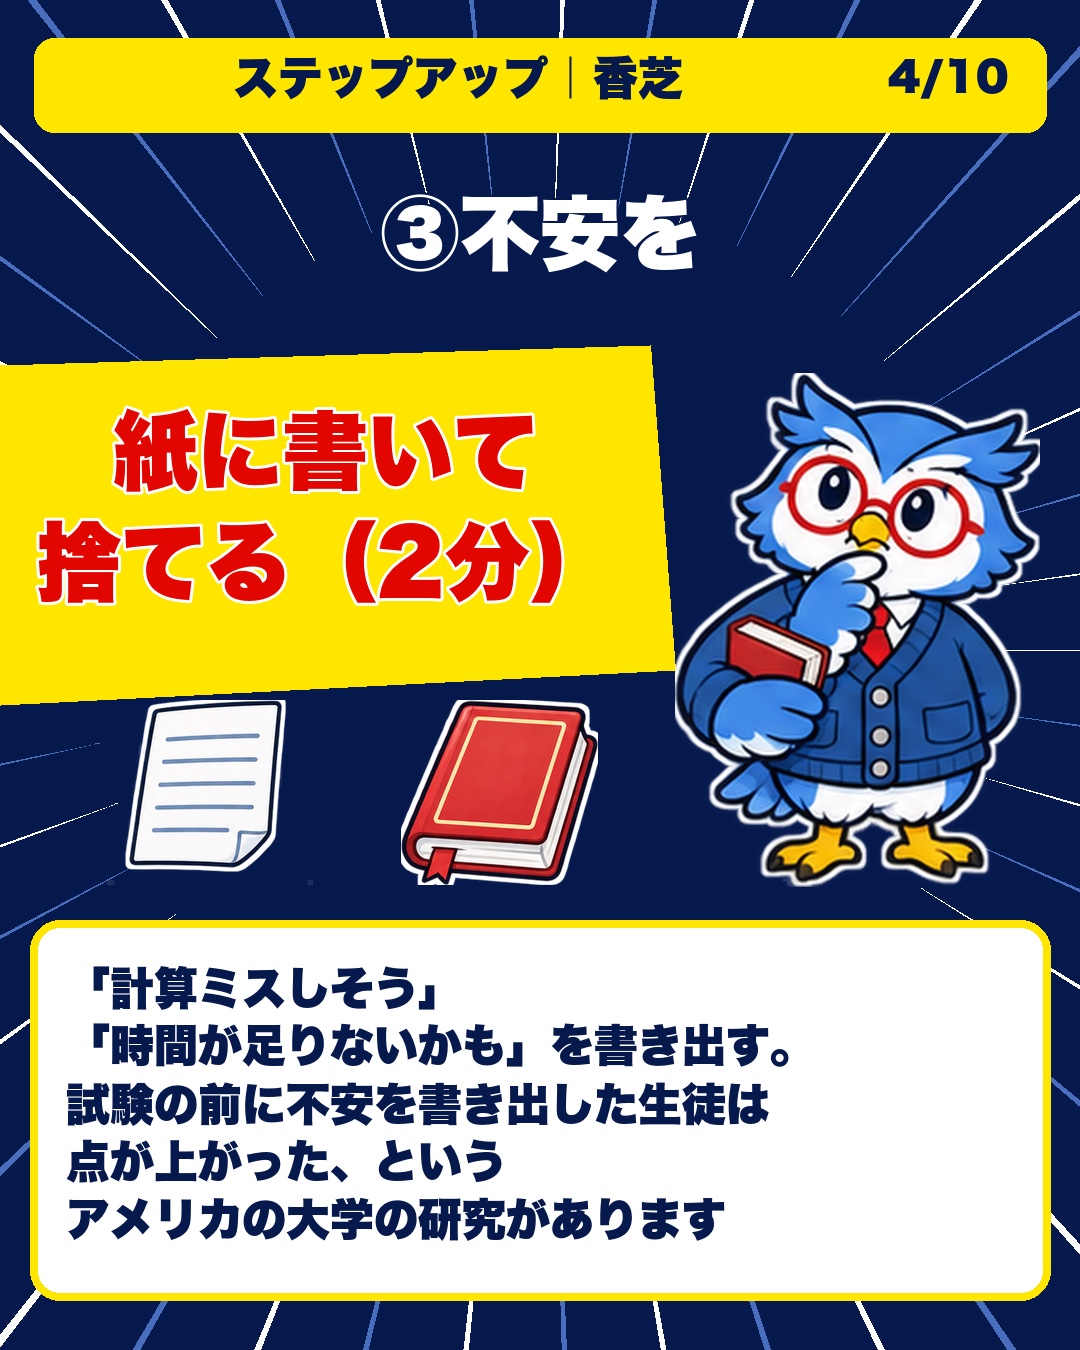 ステップアップ｜香芝
4/10
③不安を
紙に書いて
捨てる（2分）
「計算ミスしそう」
「時間が足りないかも」を書き出す。
試験の前に不安を書き出した生徒は
点が上がった、という
アメリカの大学の研究があります